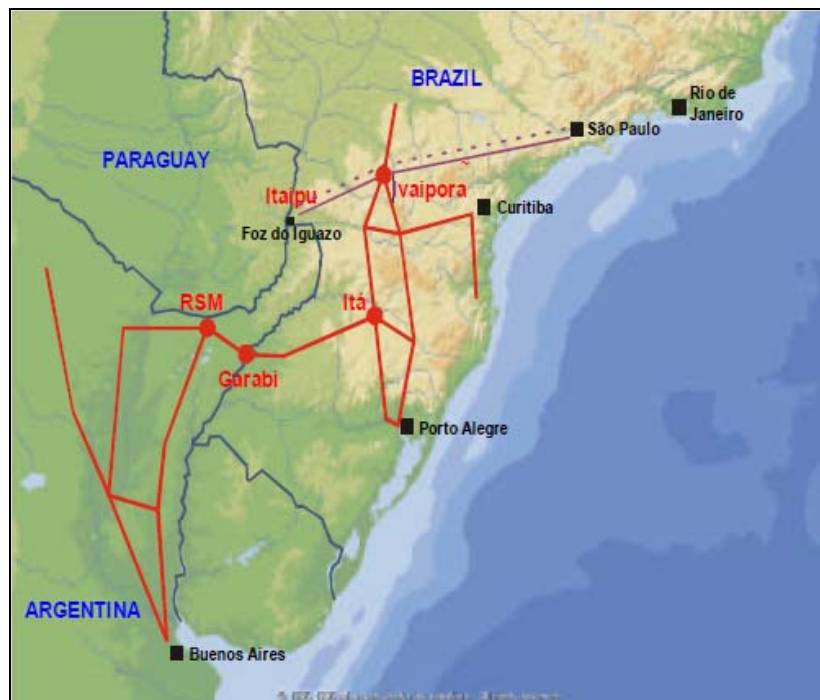 BRAZIL
Rio de
Janeiro
São Paulo
PARAGUAY
Itaipu
vaipora
Curitiba
Foz do Iguazo
RSM
Itá
Garabi
Porto Alegre
ARGENTINA
Buenos Aires